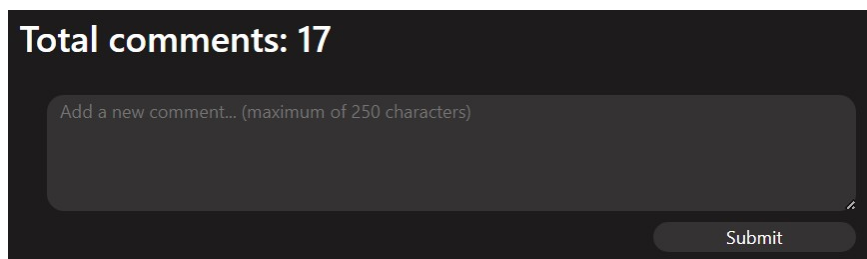 Total comments: 17
Add a new comment... (maximum of 250 characters)
Submit